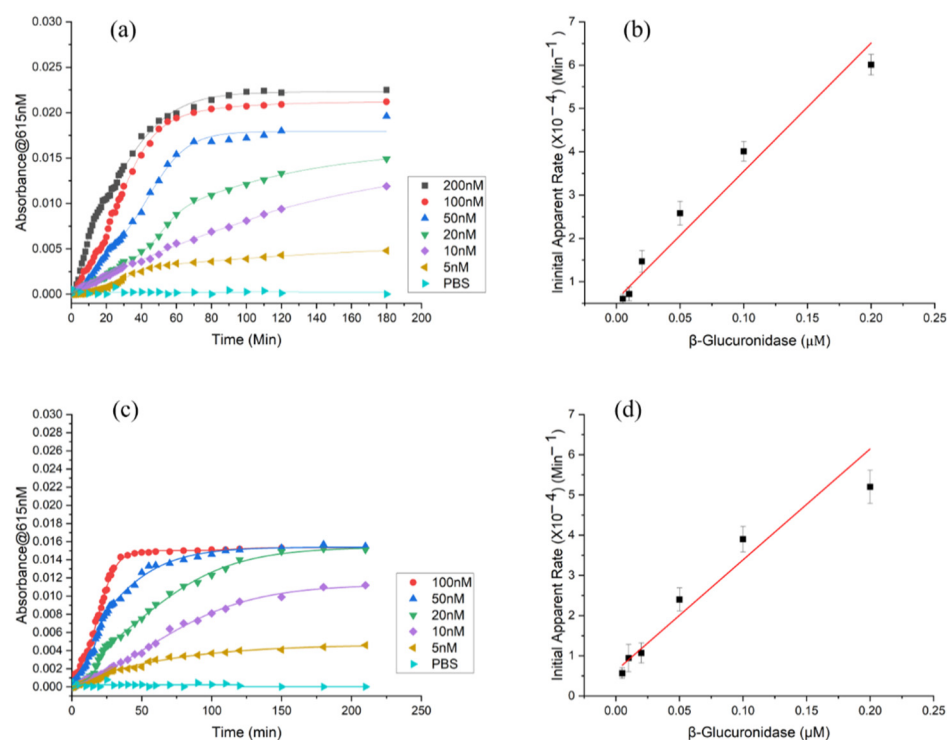 (a)
Absorbance@615nM
0.030
0.025
0.020
0.015
0.010
0.005
0.000
0 20 40 60 80 100 120 140 160 180 200
Time (Min)
200nM
100nM
50nM
20nM
10nM
5nM
PBS
(b)
Ininital Apparent Rate (X10⁻⁴) (Min⁻¹)
7
6
5
4
3
2
1
0.00 0.05 0.10 0.15 0.20 0.25
β-Glucuronidase (μM)
(c)
Absorbance@615nM
0.030
0.028
0.026
0.024
0.022
0.020
0.018
0.016
0.014
0.012
0.010
0.008
0.006
0.004
0.002
0.000
0 50 100 150 200 250
Time (min)
100nM
50nM
20nM
10nM
5nM
PBS
(d)
Initial Apparent Rate (X10⁻⁴) (Min⁻¹)
7
6
5
4
3
2
1
0
0.00 0.05 0.10 0.15 0.20 0.25
β-Glucuronidase (μM)